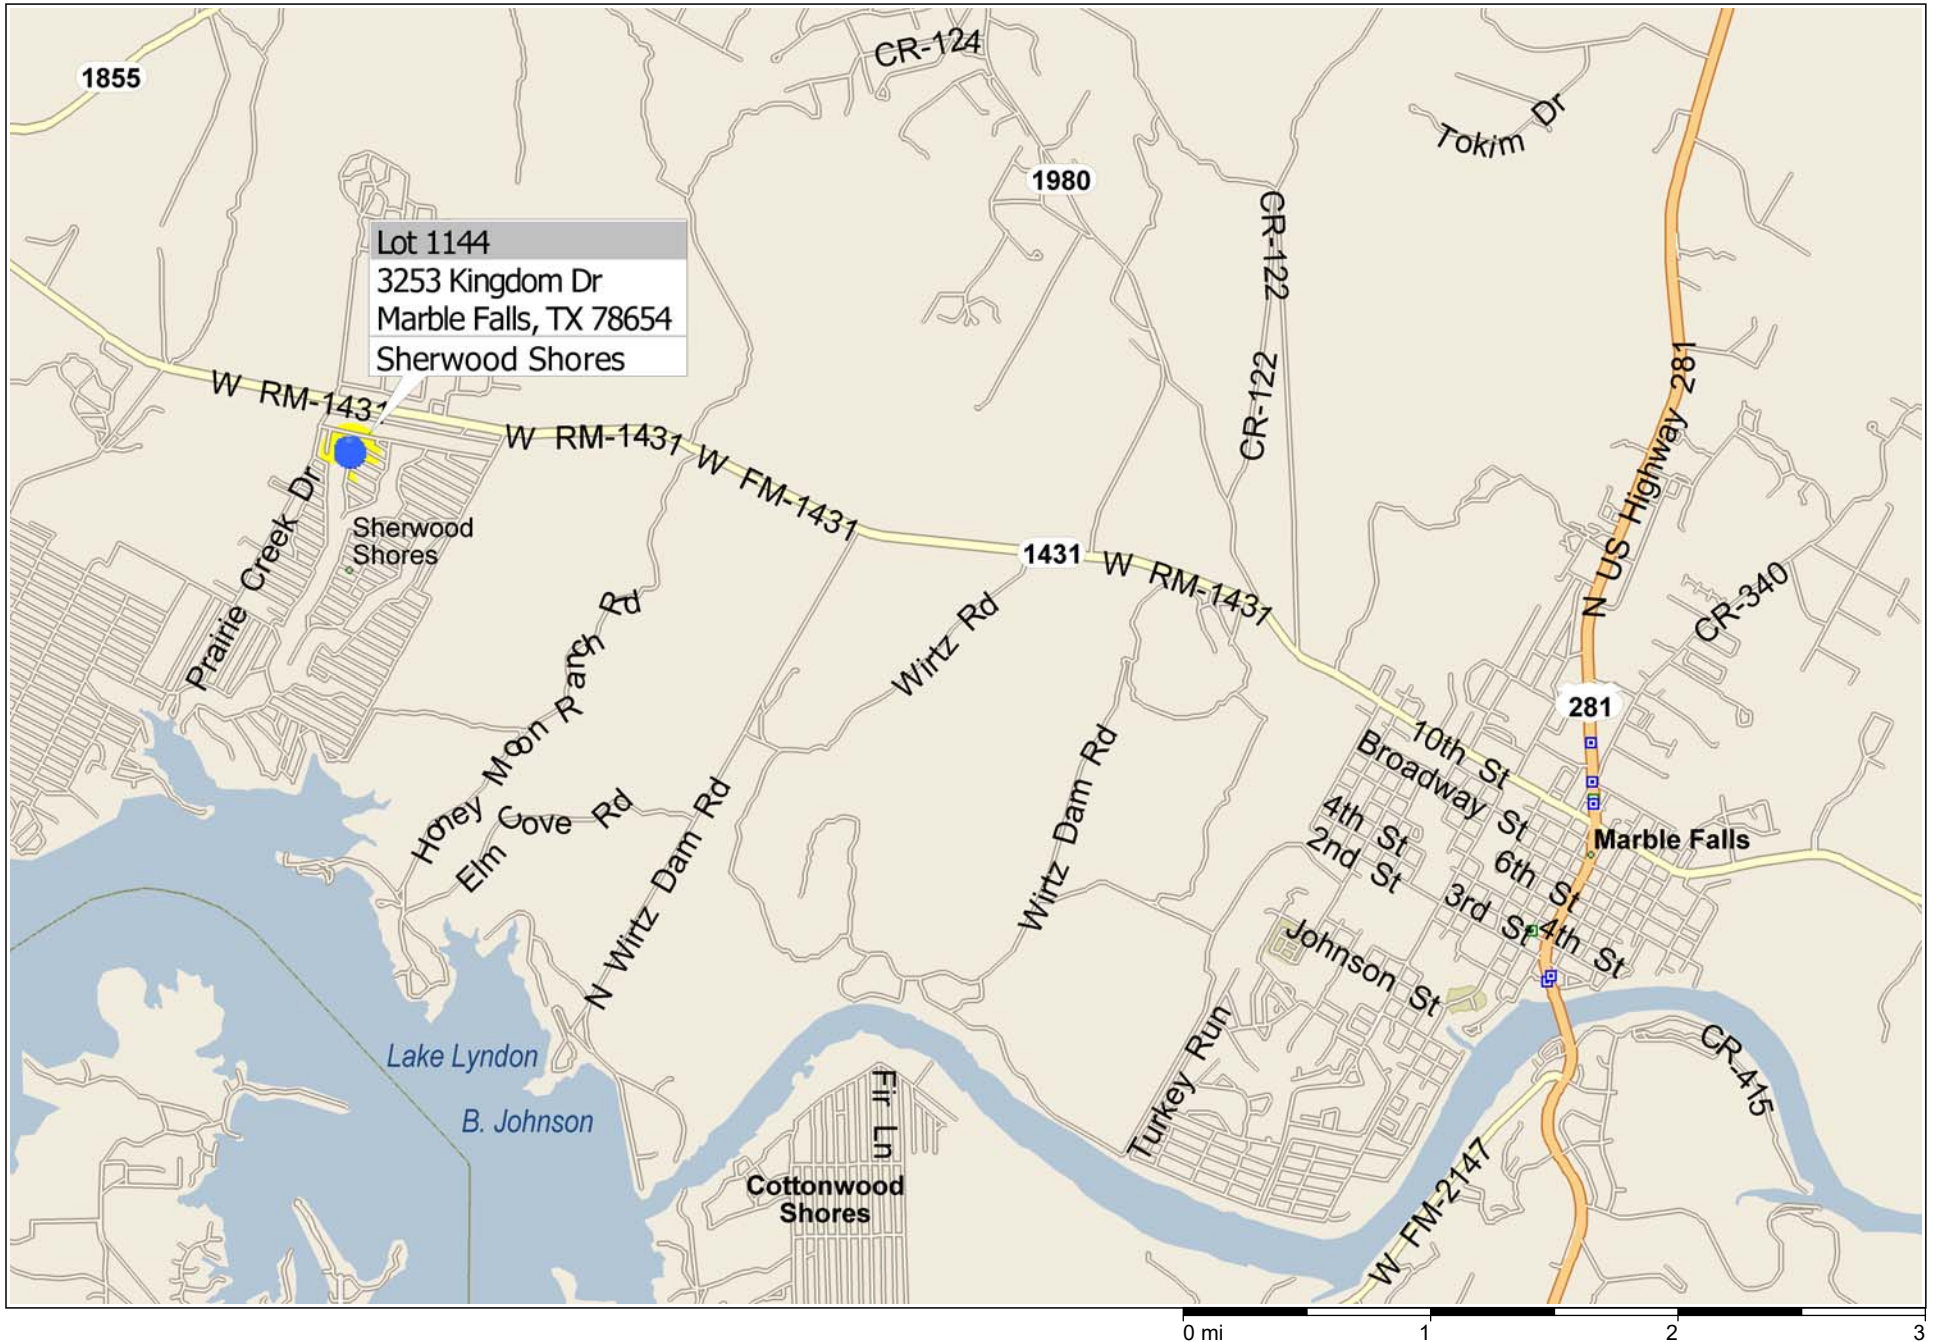 1855
CR-124
Tokim Dr
1980
CR-122
Lot 1144
3253 Kingdom Dr
Marble Falls, TX 78654
Sherwood Shores
CR-122
N US Highway 281
W RM-1431
W RM-1431
W FM-1431
1431
W RM-1431
Prairie Creek Dr
Sherwood
Shores
Honey Moon Ranch Rd
Wirtz Rd
CR-340
281
10th St
Broadway St
4th St
2nd St
Marble Falls
6th St
3rd St
4th St
Elm Cove Rd
N Wirtz Dam Rd
Wirtz Dam Rd
Johnson St
Turkey Run
Lake Lyndon
B. Johnson
Fir Ln
CR-415
Cottonwood
Shores
W FM-2147
0 mi 1 2 3